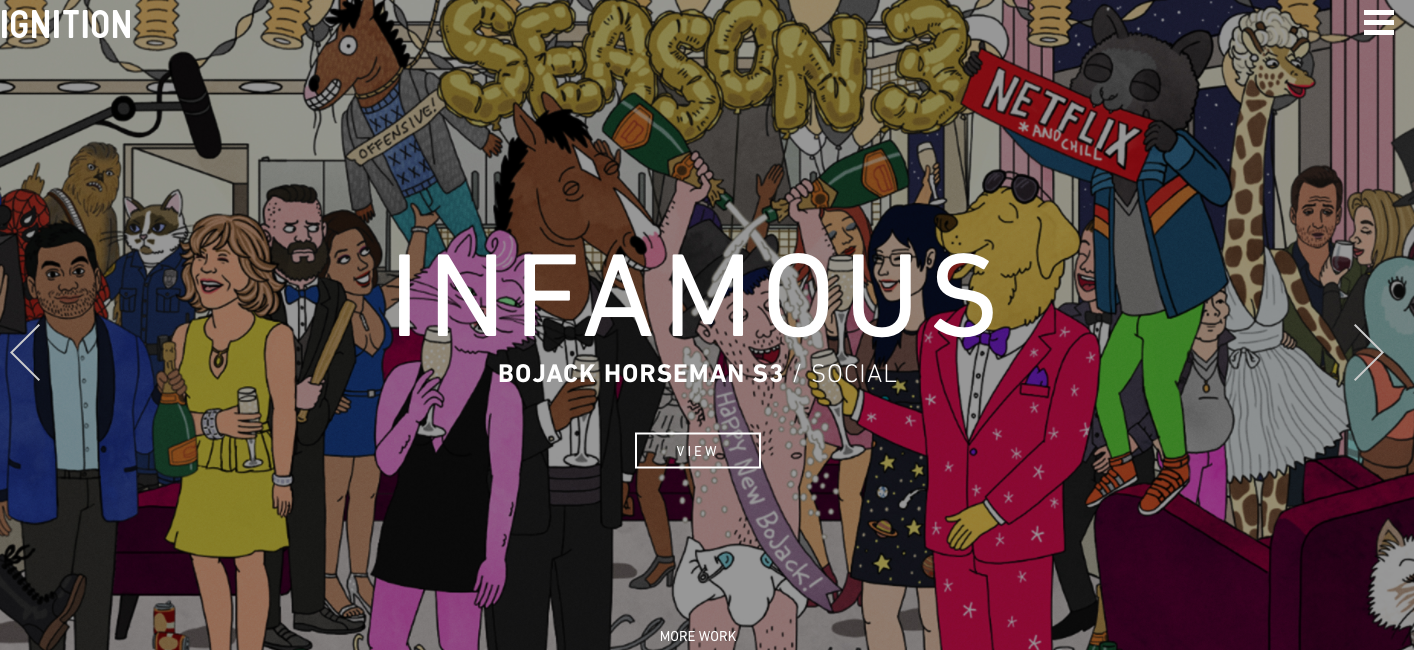 IGNITION
SEASON 3
OFFENSIVE!
NETFLIX
* AND CHILL
INFAMOUS
BOJACK HORSEMAN S3 / SOCIAL
VIEW
HAPPY New BoJack!
MORE WORK